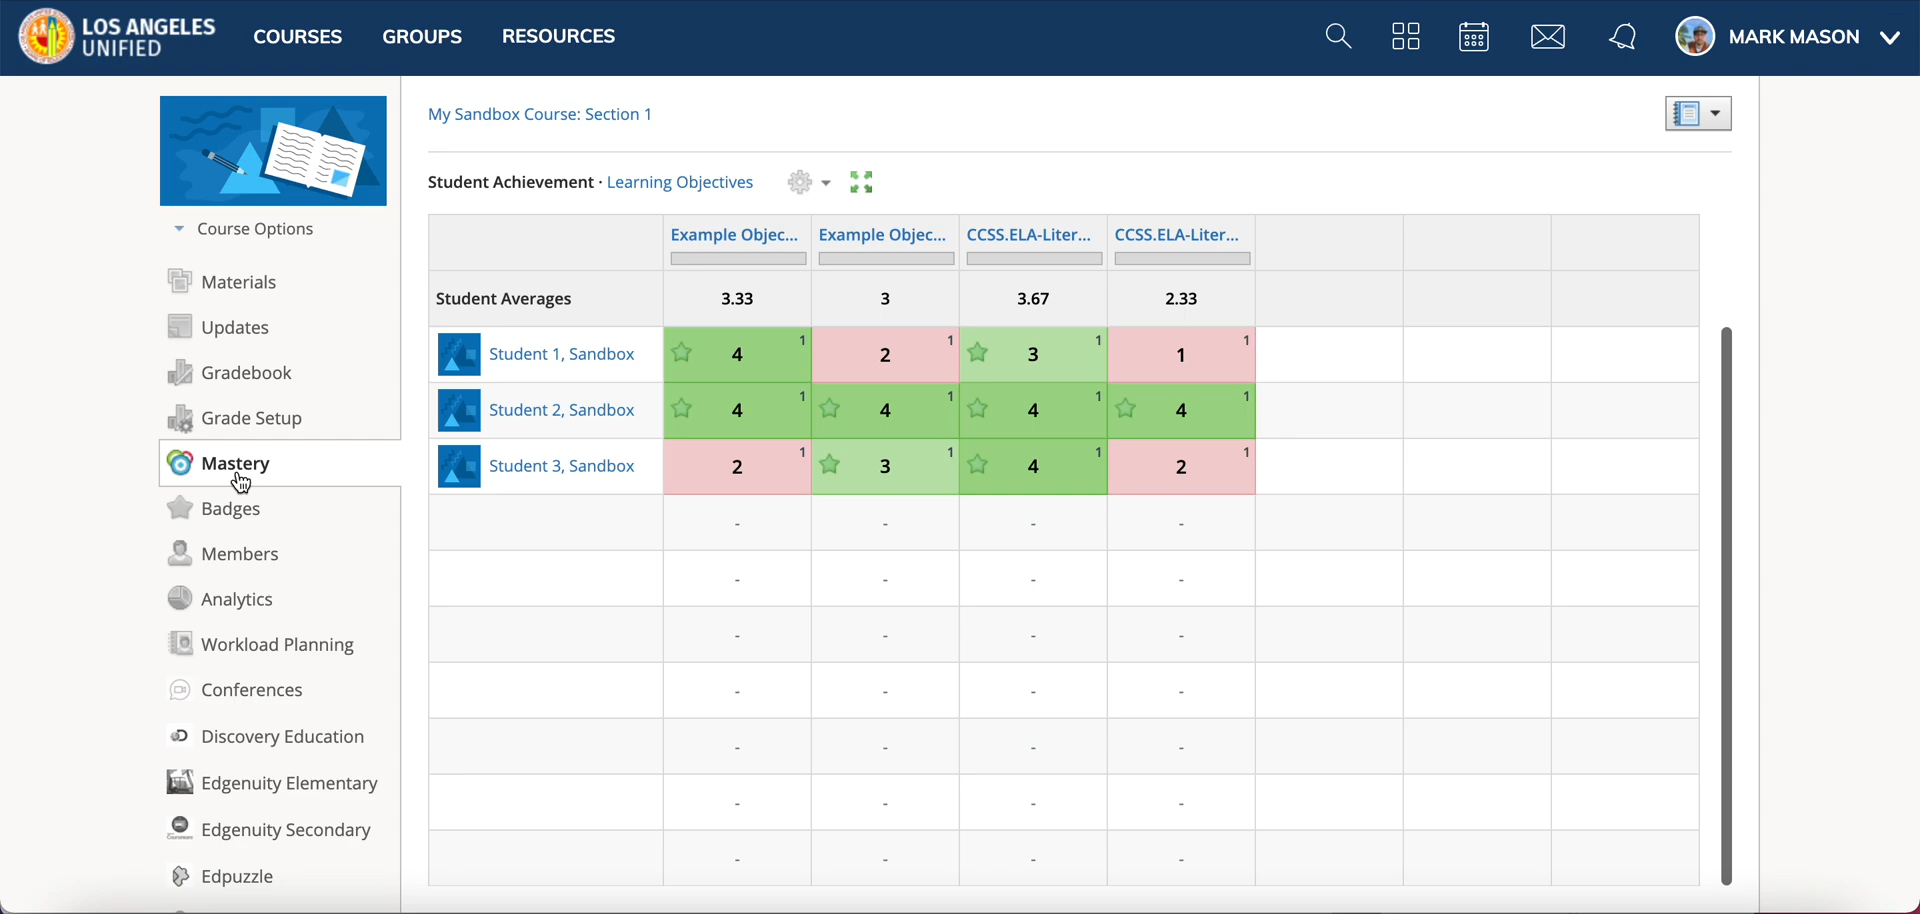 LOS ANGELES
UNIFIED
COURSES GROUPS RESOURCES
MARK MASON
My Sandbox Course: Section 1
Course Options
Materials
Updates
Gradebook
Grade Setup
Mastery
Badges
Members
Analytics
Workload Planning
Conferences
Discovery Education
Edgenuity Elementary
Edgenuity Secondary
Edpuzzle
Student Achievement · Learning Objectives
Example Objec... Example Objec... CCSS.ELA-Liter... CCSS.ELA-Liter...
Student Averages 3.33 3 3.67 2.33
Student 1, Sandbox 4 1 2 1 3 1 1 1
Student 2, Sandbox 4 1 4 1 4 1 4 1
Student 3, Sandbox 2 1 3 1 4 1 2 1
- - - -
- - - -
- - - -
- - - -
- - - -
- - - -
- - - -